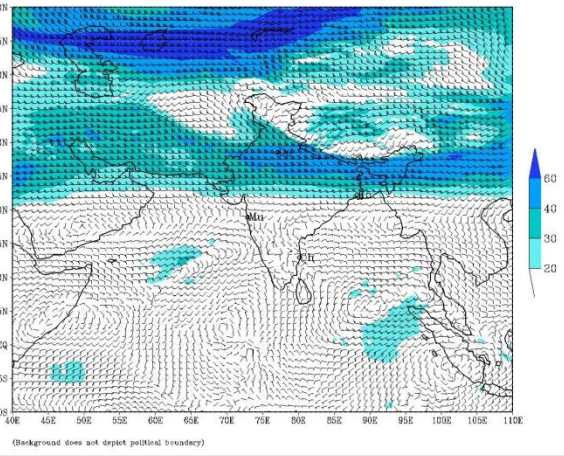 60
40
30
20
Mu
Ch
EQ
5S
40E 45E 50E 55E 60E 65E 70E 75E 80E 85E 90E 95E 100E 105E 110E
(Background does not depict political boundary)